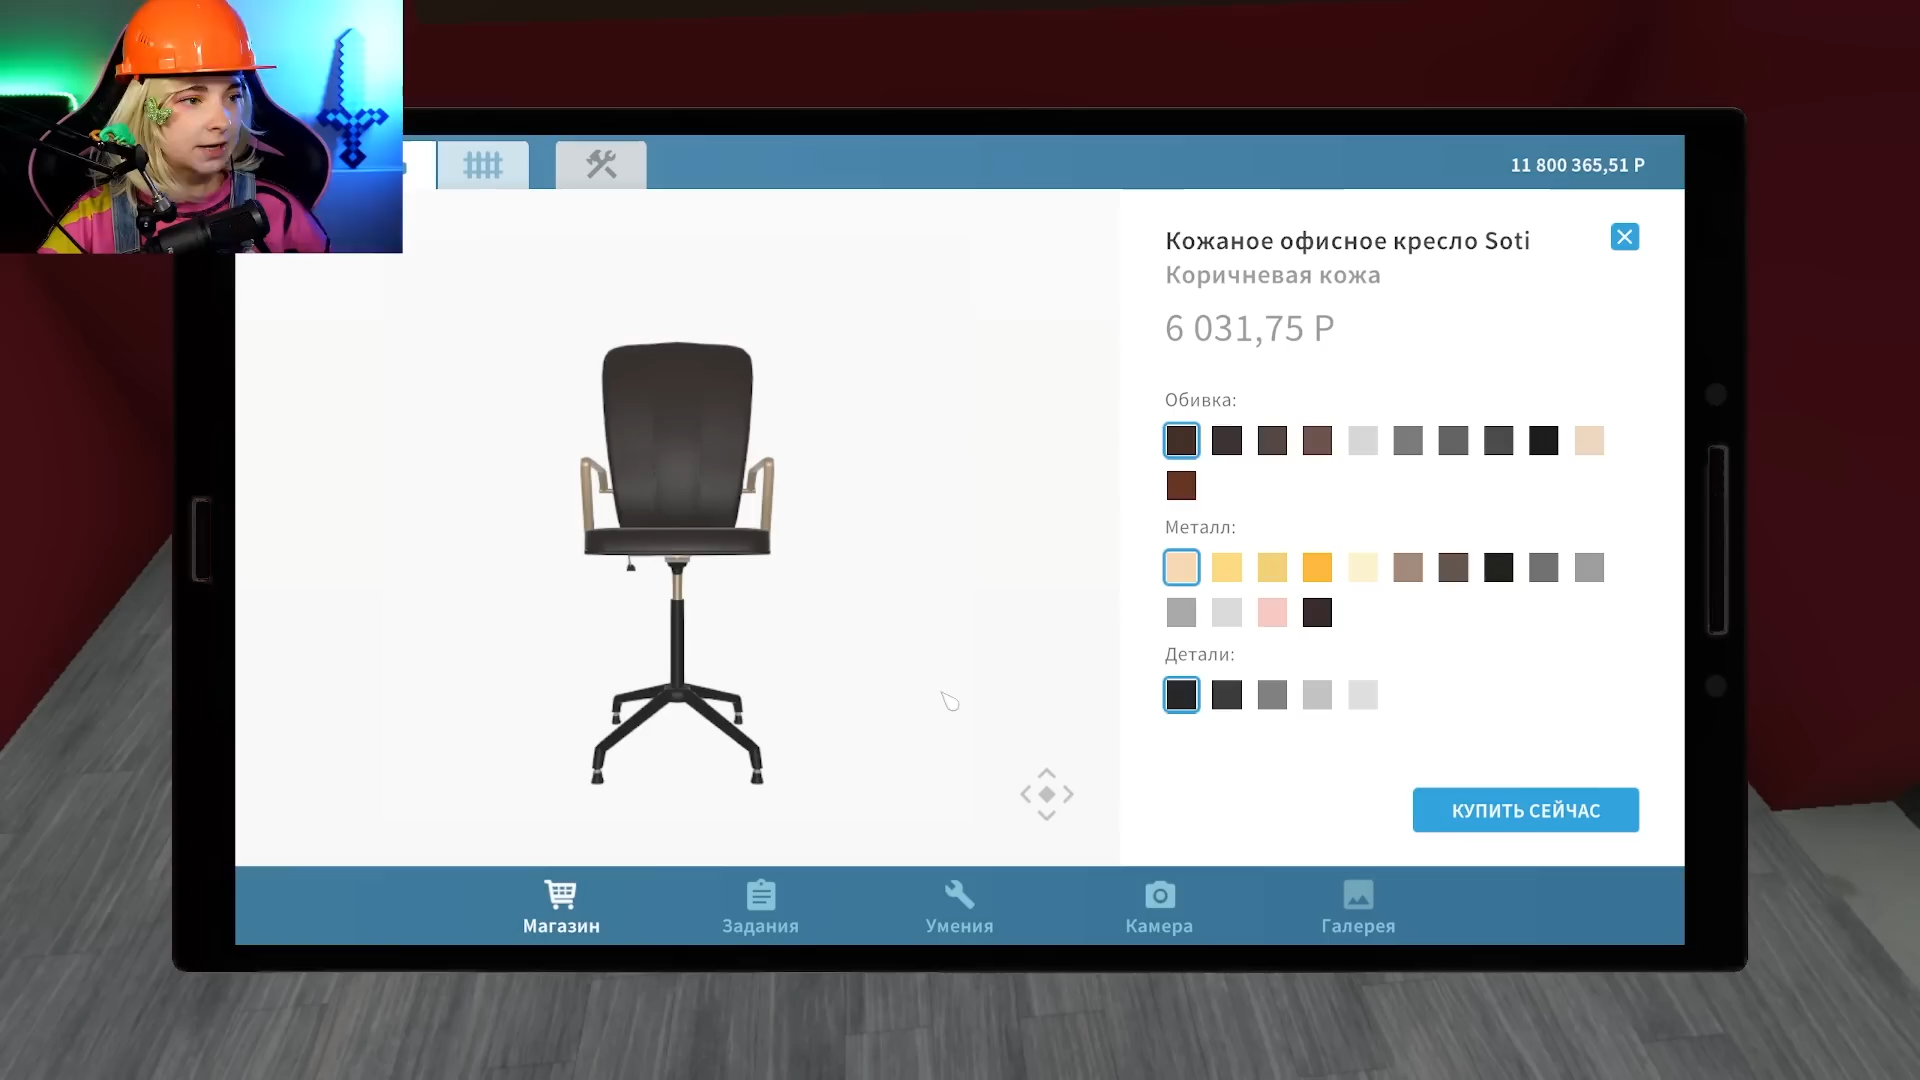 11 800 365,51 Р
Кожаное офисное кресло Soti
Коричневая кожа
6 031,75 Р
Обивка:
Металл:
Детали:
КУПИТЬ СЕЙЧАС
Магазин
Задания
Умения
Камера
Галерея